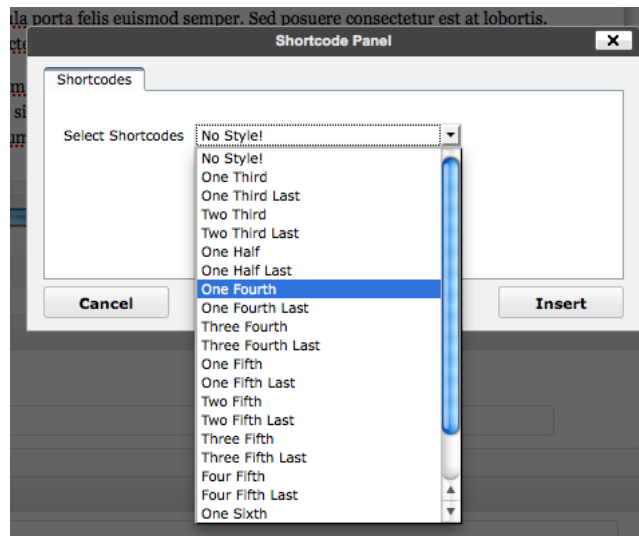 la porta felis euismod semper. Sed posuere consectetur est at lobortis.
Shortcode Panel
X
Shortcodes
Select Shortcodes No Style!
No Style!
One Third
One Third Last
Two Third
Two Third Last
One Half
One Half Last
One Fourth
One Fourth Last
Three Fourth
Three Fourth Last
One Fifth
One Fifth Last
Two Fifth
Two Fifth Last
Three Fifth
Three Fifth Last
Four Fifth
Four Fifth Last
One Sixth
Cancel
Insert